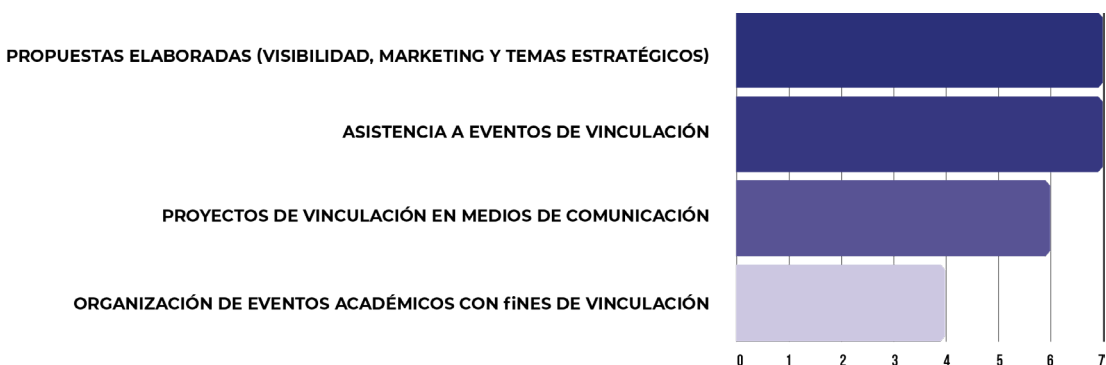 PROPUESTAS ELABORADAS (VISIBILIDAD, MARKETING Y TEMAS ESTRATÉGICOS)
ASISTENCIA A EVENTOS DE VINCULACIÓN
PROYECTOS DE VINCULACIÓN EN MEDIOS DE COMUNICACIÓN
ORGANIZACIÓN DE EVENTOS ACADÉMICOS CON fiNES DE VINCULACIÓN
0 1 2 3 4 5 6 7